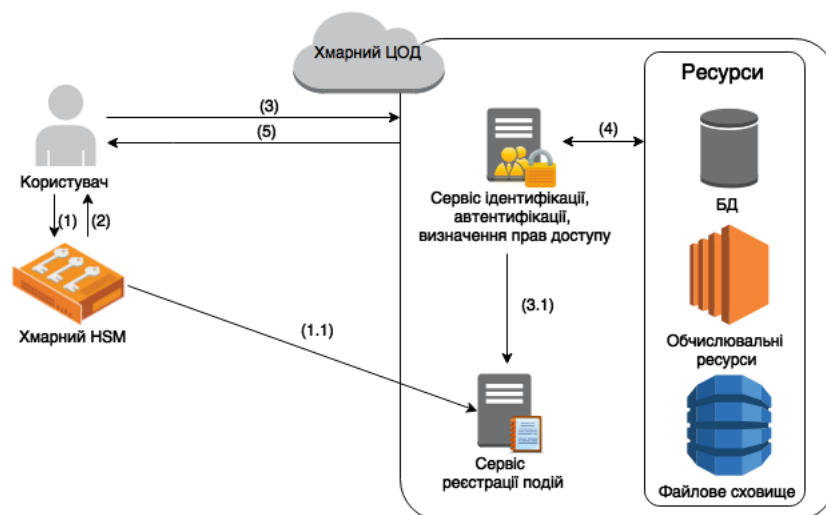 Хмарний ЦОД
Ресурси
(3)
(5)
(4)
Користувач
Сервіс ідентифікації,
автентифікації,
визначення прав доступу
БД
(1)
(2)
Хмарний HSM
(1.1)
(3.1)
Обчислювальні
ресурси
Сервіс
реєстрації подій
Файлове сховище